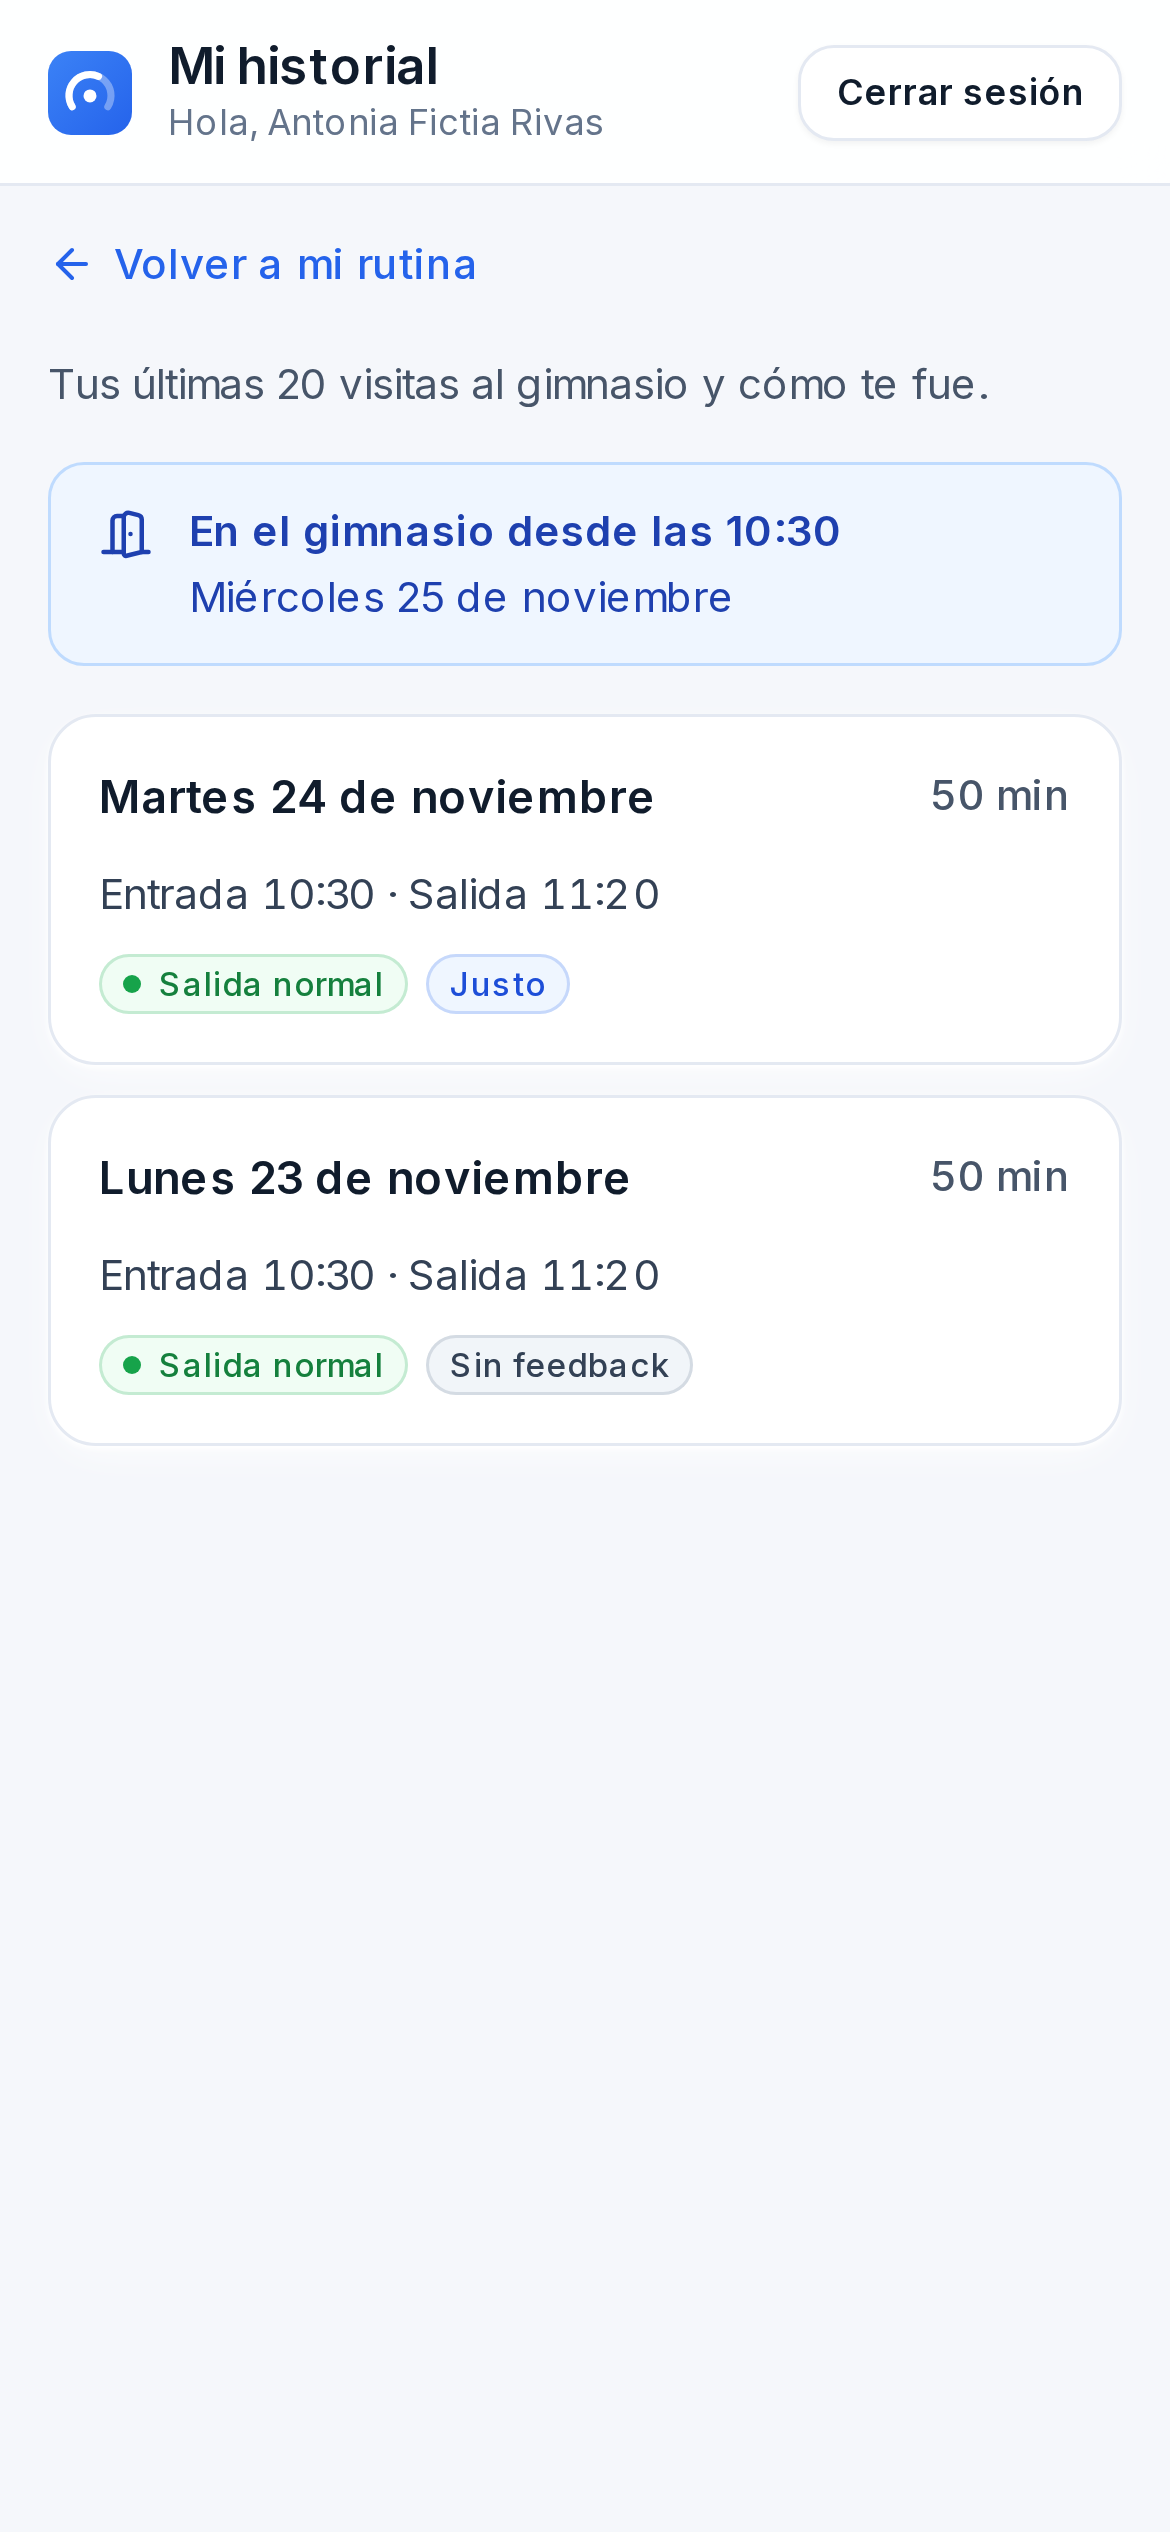 Mi historial
Hola, Antonia Fictia Rivas
Cerrar sesión
Volver a mi rutina
Tus últimas 20 visitas al gimnasio y cómo te fue.
En el gimnasio desde las 10:30
Miércoles 25 de noviembre
Martes 24 de noviembre
50 min
Entrada 10:30 · Salida 11:20
Salida normal
Justo
Lunes 23 de noviembre
50 min
Entrada 10:30 · Salida 11:20
Salida normal
Sin feedback